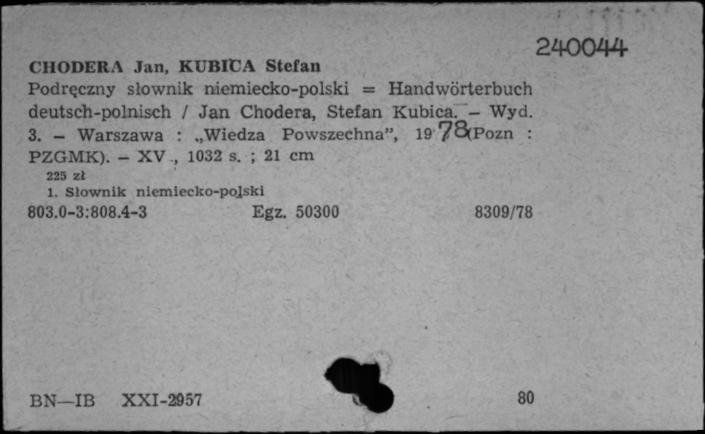 240044
CHODERA Jan, KUBICA Stefan
Podręczny słownik niemiecko-polski = Handwörterbuch
deutsch-polnisch / Jan Chodera, Stefan Kubica. – Wyd.
3. – Warszawa : „Wiedza Powszechna”, 1978 (Pozn :
PZGMK). – XV, 1032 s. ; 21 cm
225 zł
1. Słownik niemiecko-polski
803.0-3:808.4-3 Egz. 50300 8309/78
BN—IB XXI-2957 80